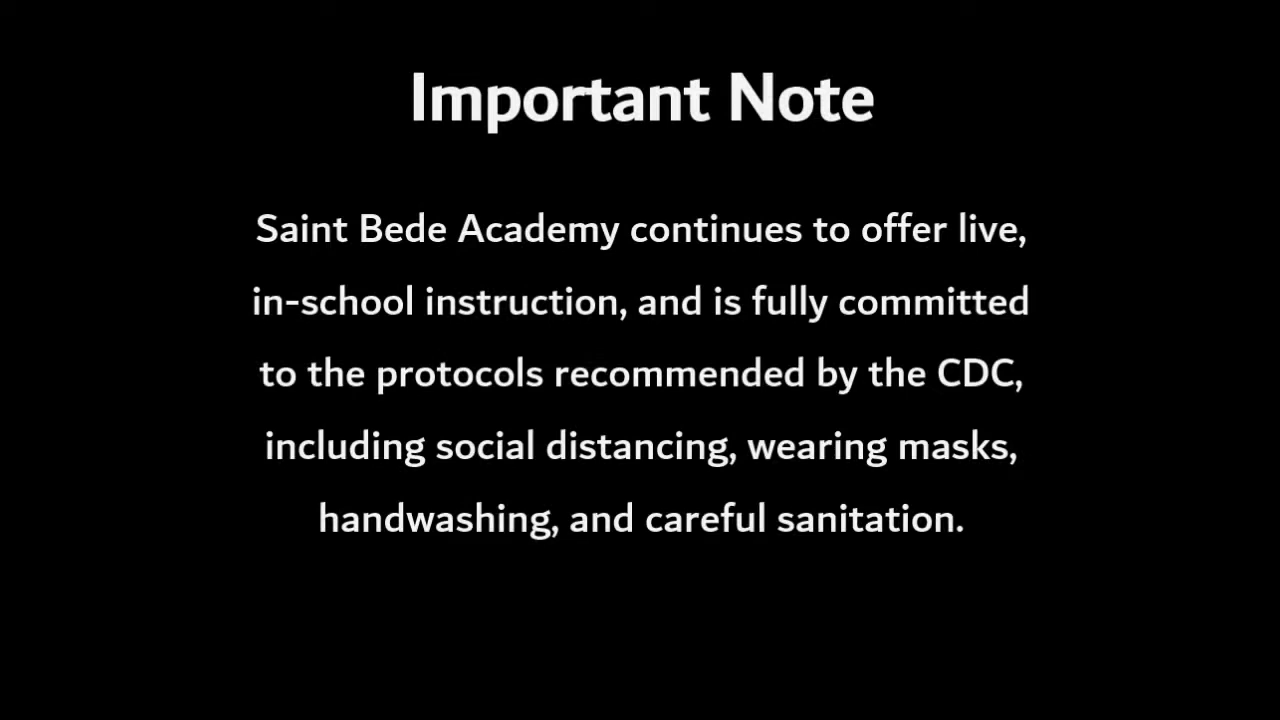 Important Note
Saint Bede Academy continues to offer live,
in-school instruction, and is fully committed
to the protocols recommended by the CDC,
including social distancing, wearing masks,
handwashing, and careful sanitation.